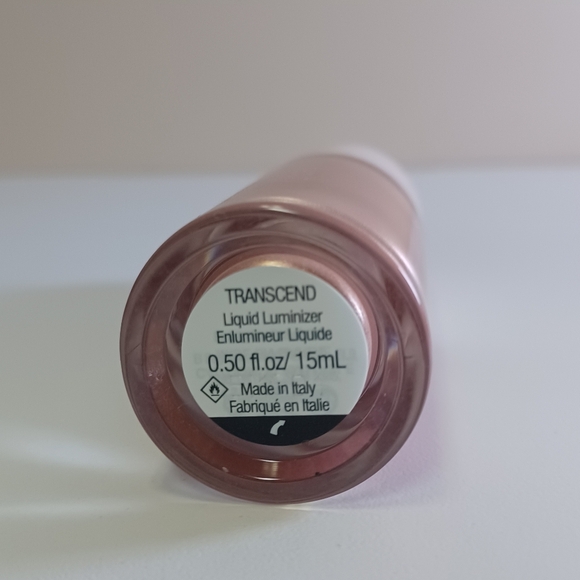 TRANSCEND
Liquid Luminizer
Enlumineur Liquide
0.50 fl.oz/ 15mL
Made in Italy
Fabriqué en Italie